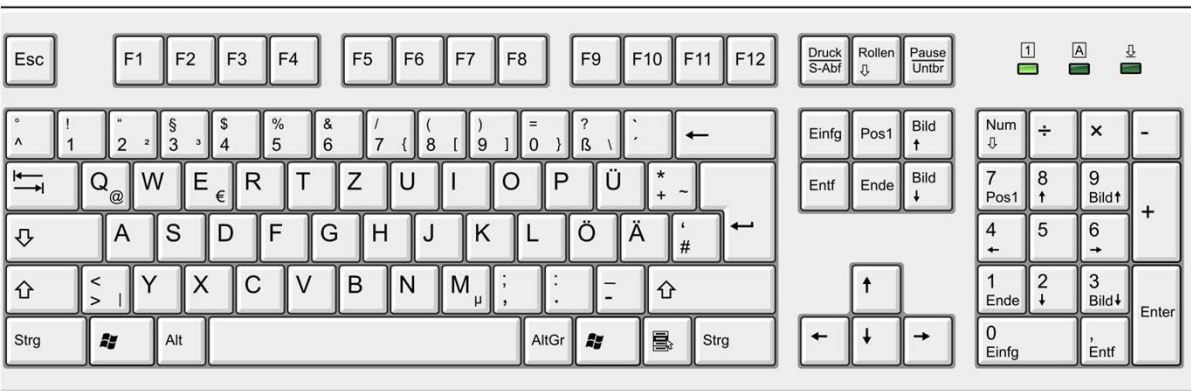 Esc F1 F2 F3 F4 F5 F6 F7 F8 F9 F10 F11 F12 Druck Rollen Pause 1 A
S-Abf Untbr
° ! " § $ % & / ( ) = ? `
^ 1 2 ² 3 ³ 4 5 6 7 { 8 [ 9 ] 0 } ß \ ´ Einfg Pos1 Bild Num ÷ × -
Q @ W E € R T Z U I O P Ü * + ~ Entf Ende Bild 7 8 9
Pos1 Bild
A S D F G H J K L Ö Ä ' # 4 5 6 +
< > | Y X C V B N M µ ; , : . _ - 1 2 3
Ende Bild Enter
Strg Alt AltGr Strg 0 ,
Einfg Entf